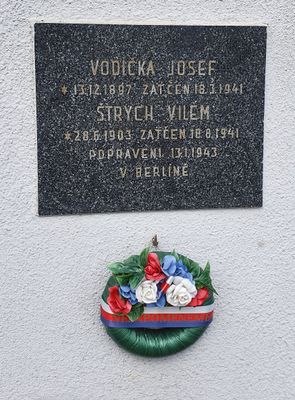 VODIČKA JOSEF
*13.12.1897 ZATČEN 18.3.1941
ŠTRYCH VILÉM
*28.6.1903 ZATČEN 18.8.1941
POPRAVENI 13.1.1943
V BERLÍNĚ